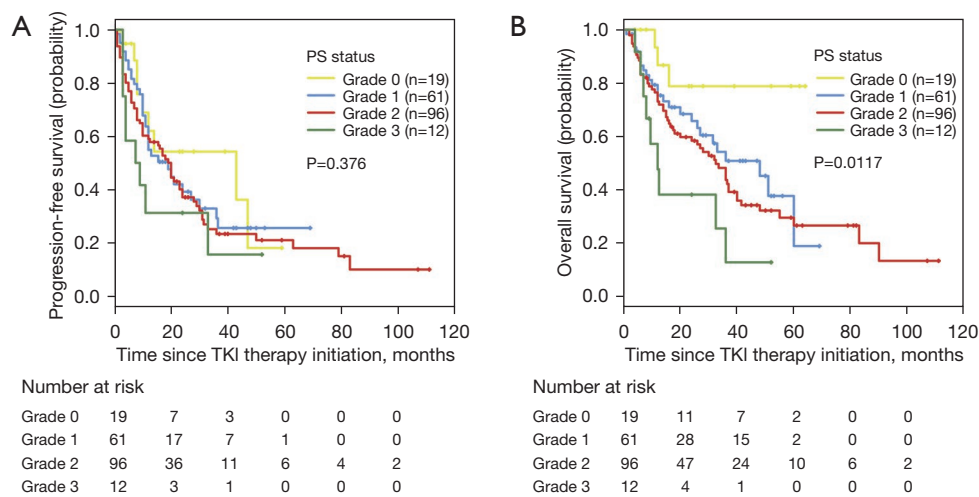 A
Progression-free survival (probability)
1.0
0.8
0.6
0.4
0.2
0.0
PS status
Grade 0 (n=19)
Grade 1 (n=61)
Grade 2 (n=96)
Grade 3 (n=12)
P=0.376
0 20 40 60 80 100 120
Time since TKI therapy initiation, months
Number at risk
Grade 0 19 7 3 0 0 0
Grade 1 61 17 7 1 0 0
Grade 2 96 36 11 6 4 2
Grade 3 12 3 1 0 0 0
B
Overall survival (probability)
1.0
0.8
0.6
0.4
0.2
0.0
PS status
Grade 0 (n=19)
Grade 1 (n=61)
Grade 2 (n=96)
Grade 3 (n=12)
P=0.0117
0 20 40 60 80 100 120
Time since TKI therapy initiation, months
Number at risk
Grade 0 19 11 7 2 0 0
Grade 1 61 28 15 2 0 0
Grade 2 96 47 24 10 6 2
Grade 3 12 4 1 0 0 0